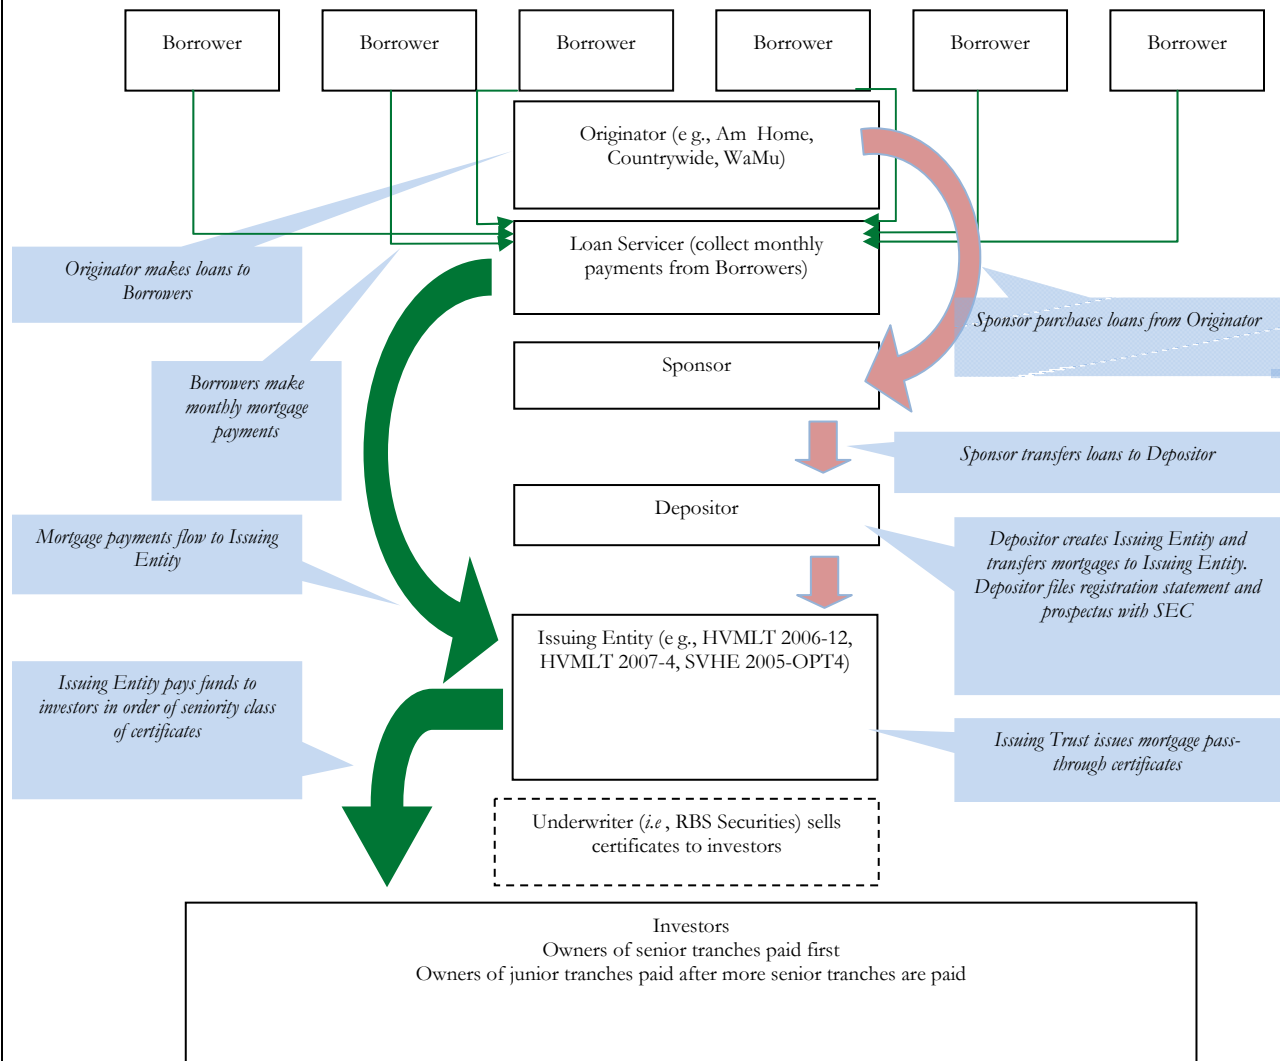 Borrower
Borrower
Borrower
Borrower
Borrower
Borrower
Originator (e g., Am Home,
Countrywide, WaMu)
Loan Servicer (collect monthly
payments from Borrowers)
Originator makes loans to
Borrowers
Sponsor purchases loans from Originator
Sponsor
Borrowers make
monthly mortgage
payments
Sponsor transfers loans to Depositor
Depositor
Mortgage payments flow to Issuing
Entity
Depositor creates Issuing Entity and
transfers mortgages to Issuing Entity.
Depositor files registration statement and
prospectus with SEC
Issuing Entity (e g., HVMLT 2006-12,
HVMLT 2007-4, SVHE 2005-OPT4)
Issuing Entity pays funds to
investors in order of seniority class
of certificates
Issuing Trust issues mortgage pass-
through certificates
Underwriter (i.e , RBS Securities) sells
certificates to investors
Investors
Owners of senior tranches paid first
Owners of junior tranches paid after more senior tranches are paid